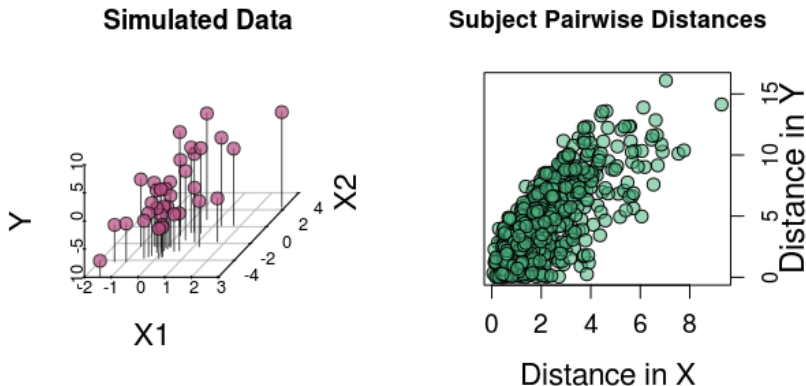 Simulated Data
Y
10
5
0
-5
10
-2 -1 0 1 2 3
-4 -2 0 2 4
X1
X2
Subject Pairwise Distances
0 5 10 15
Distance in Y
0 2 4 6 8
Distance in X